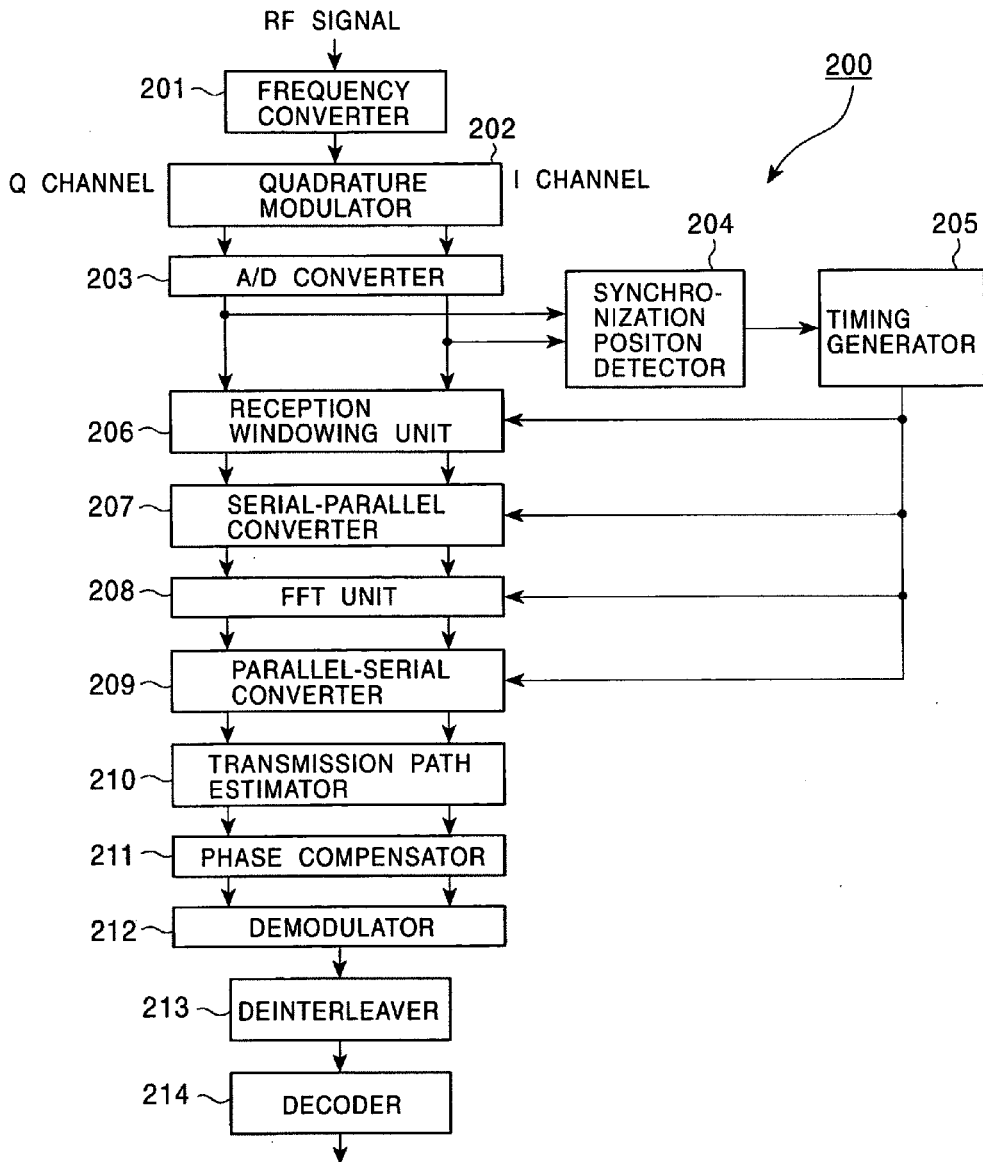 RF SIGNAL
200
201
FREQUENCY
CONVERTER
202
Q CHANNEL
QUADRATURE
MODULATOR
I CHANNEL
203
A/D CONVERTER
204
SYNCHRO-
NIZATION
POSITON
DETECTOR
205
TIMING
GENERATOR
206
RECEPTION
WINDOWING UNIT
207
SERIAL-PARALLEL
CONVERTER
208
FFT UNIT
209
PARALLEL-SERIAL
CONVERTER
210
TRANSMISSION PATH
ESTIMATOR
211
PHASE COMPENSATOR
212
DEMODULATOR
213
DEINTERLEAVER
214
DECODER